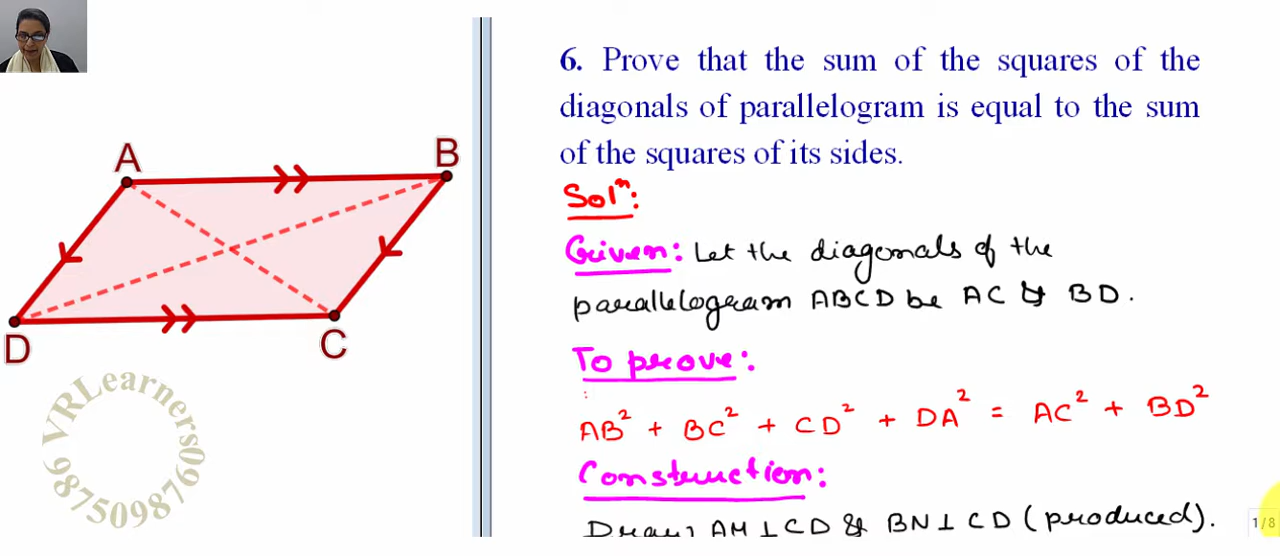 A
B
D
C
VRLearners
9875098760
6. Prove that the sum of the squares of the
diagonals of parallelogram is equal to the sum
of the squares of its sides.
Solⁿ:
Given: Let the diagonals of the
parallelogram ABCD be AC & BD.
To prove:
AB² + BC² + CD² + DA² = AC² + BD²
Construction:
Draw AM ⊥ CD & BN ⊥ CD (produced).
1/8